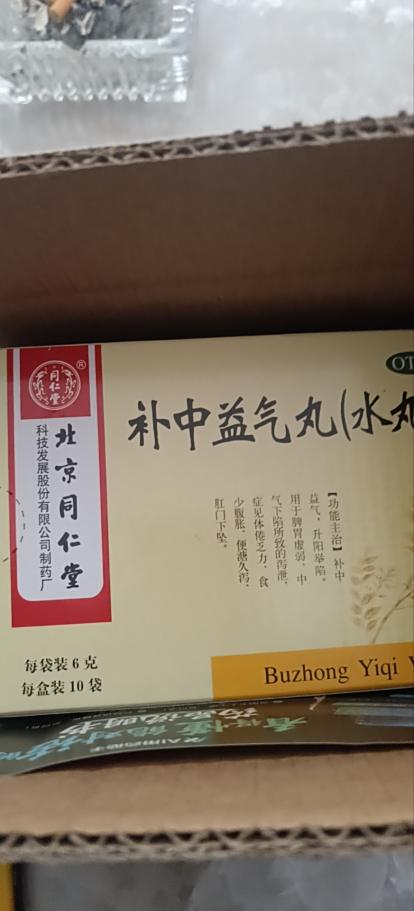 同仁堂
®
北京同仁堂
科技发展股份有限公司制药厂
OT
补中益气丸(水丸
【功能主治】补中
益气，升阳举陷。
用于脾胃虚弱、中
气下陷所致的泻泄，
症见体倦乏力、食
少腹胀、便溏久泻、
肛门下坠。
每袋装 6 克
每盒装 10 袋
Buzhong Yiqi W